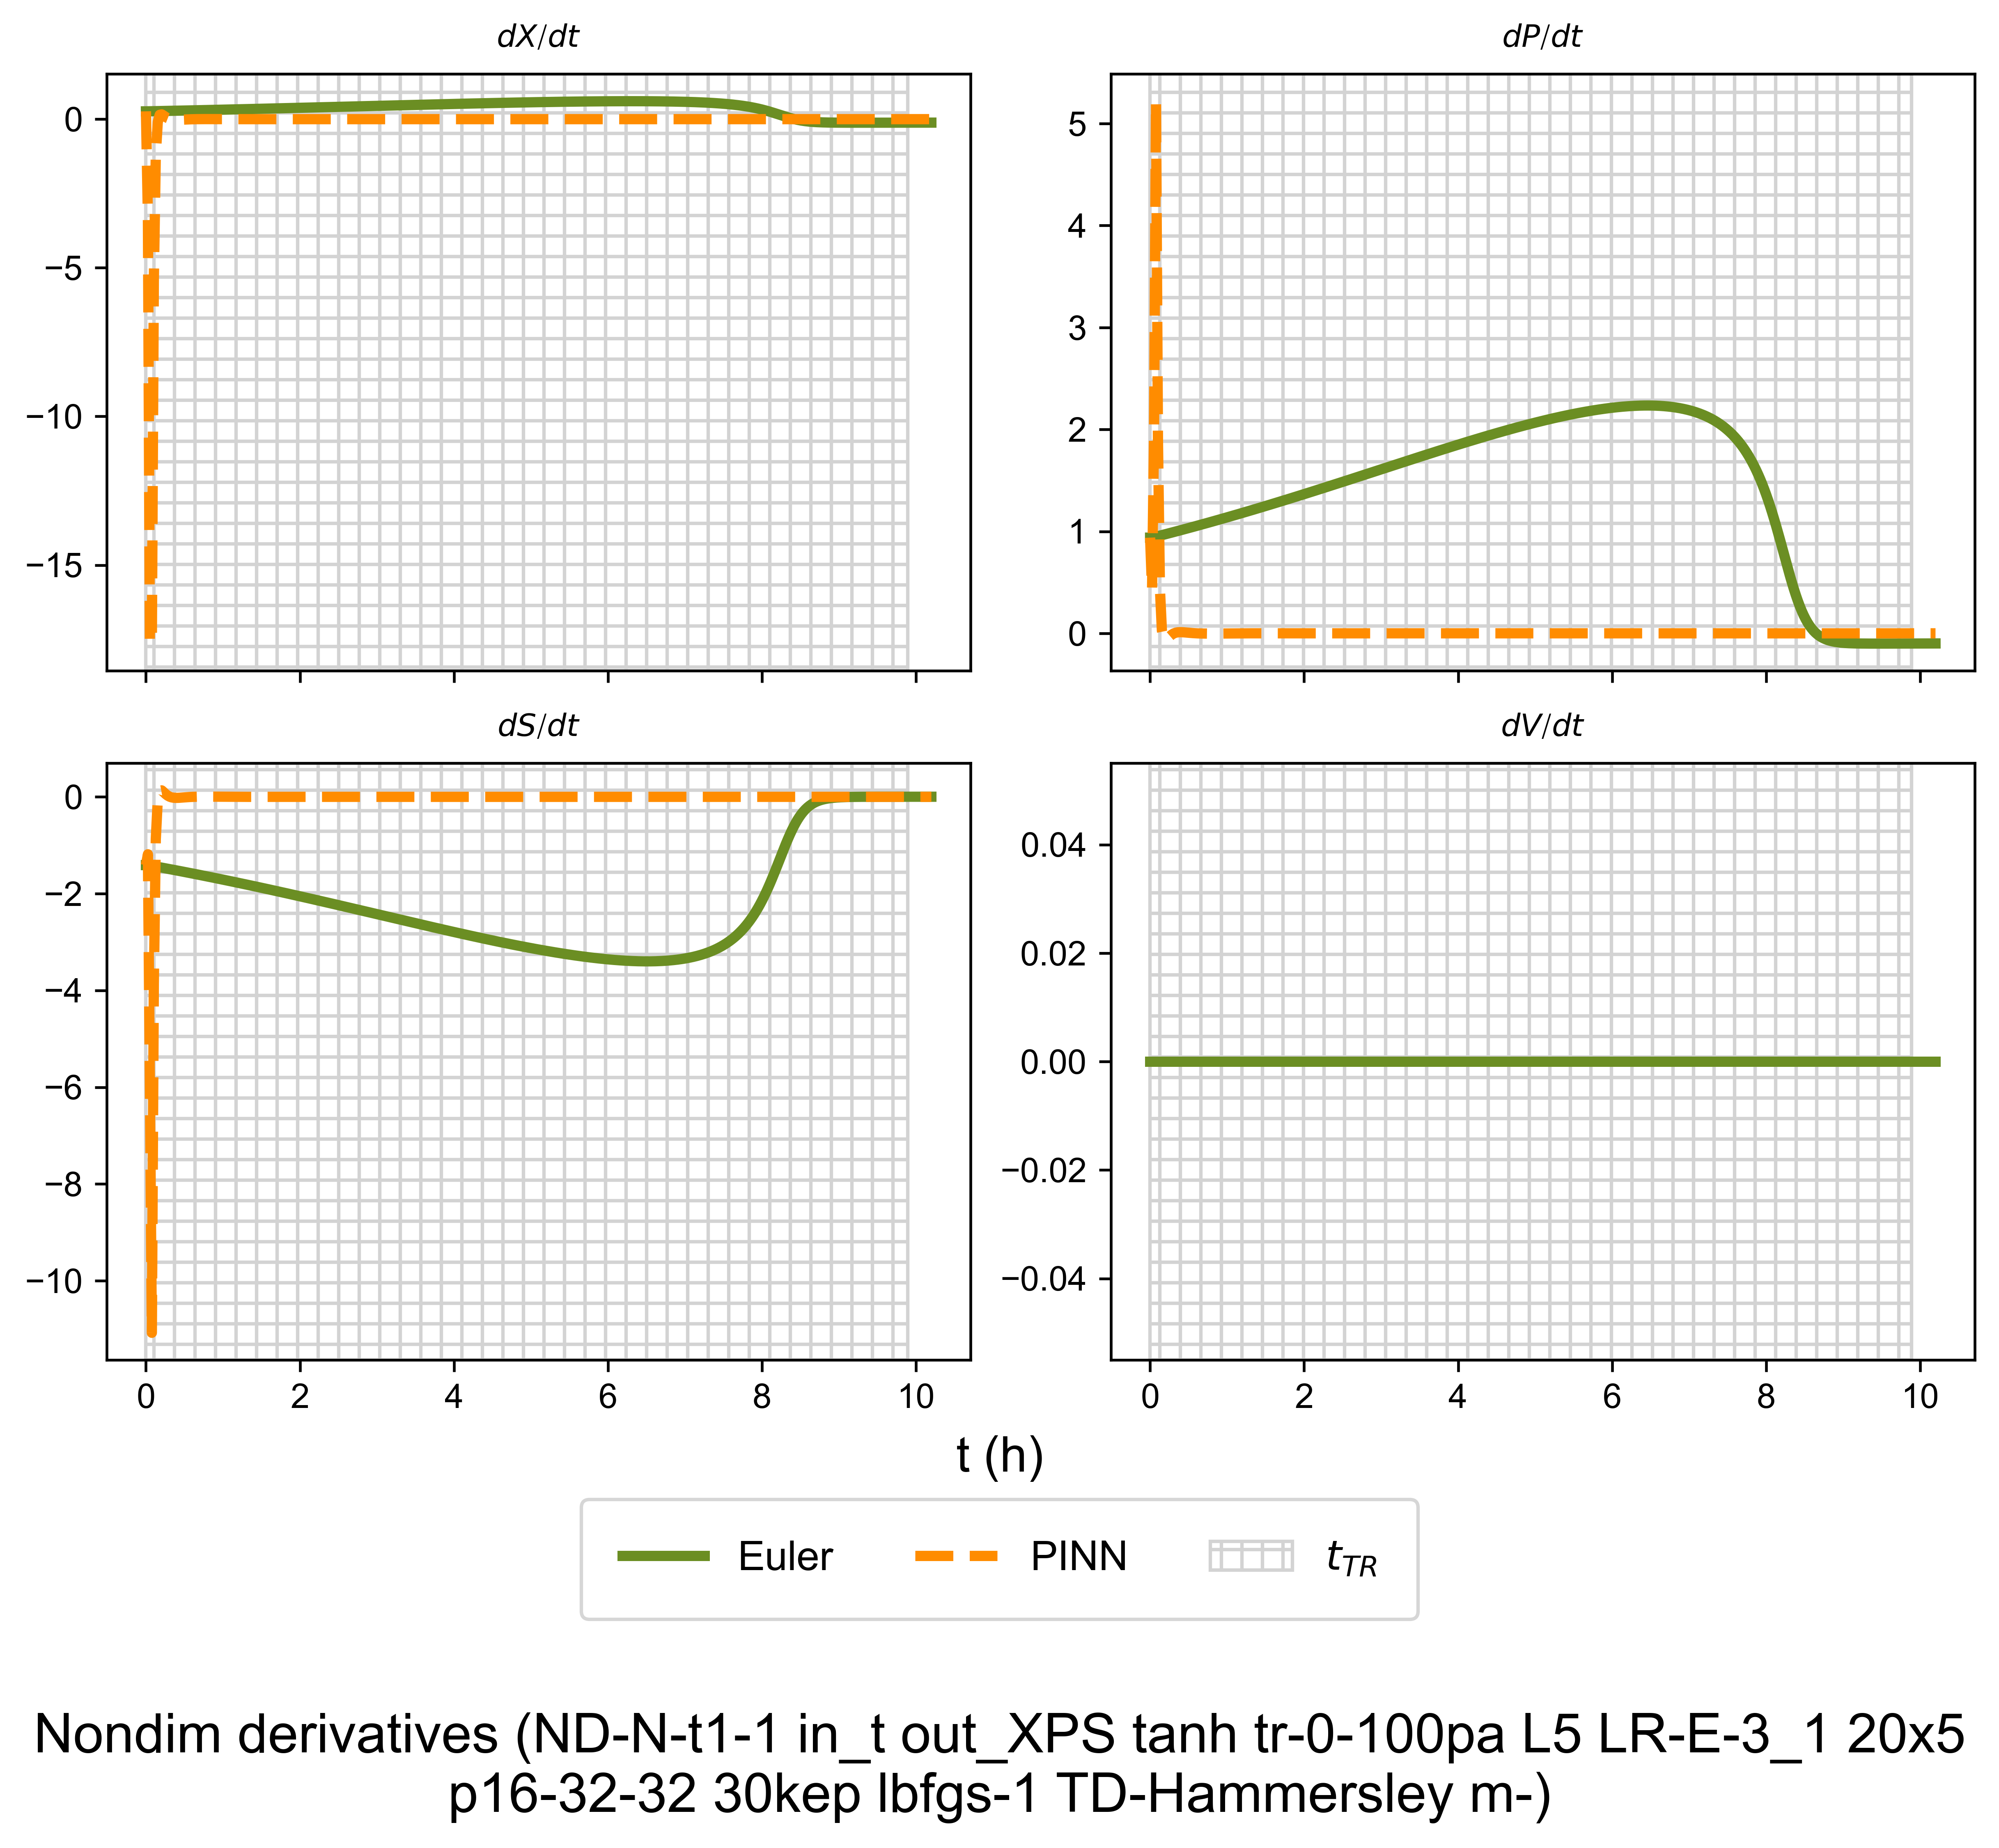 dX/dt
dP/dt
0
−5
−10
−15
5
4
3
2
1
0
dS/dt
dV/dt
0
−2
−4
−6
−8
−10
0.04
0.02
0.00
−0.02
−0.04
0 2 4 6 8 10
0 2 4 6 8 10
t (h)
Euler PINN t_{TR}
Nondim derivatives (ND-N-t1-1 in_t out_XPS tanh tr-0-100pa L5 LR-E-3_1 20x5
p16-32-32 30kep lbfgs-1 TD-Hammersley m-)